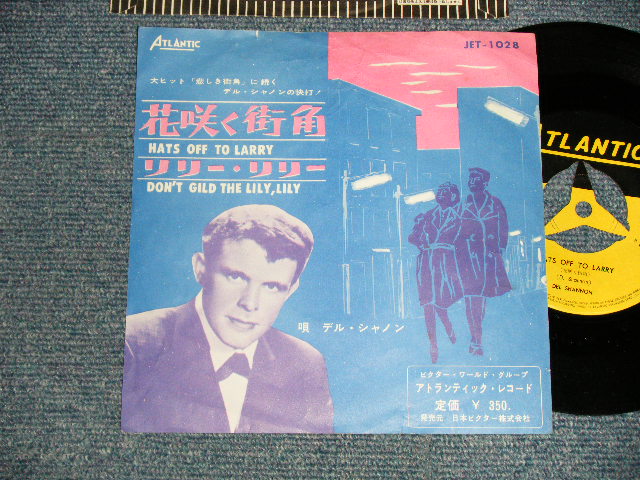 ATLANTIC
JET-1028
大ヒット「悲しき街角」に続く
デル・シャノンの快打!
花咲く街角
HATS OFF TO LARRY
リリー・リリー
DON'T GILD THE LILY, LILY
唄 デル・シャノン
ビクター・ワールド・グループ
アトランティック・レコード
定価 ¥ 350.
発売元 日本ビクター株式会社
ATLANTIC
ATS OFF TO LARRY
DEL SHANNON